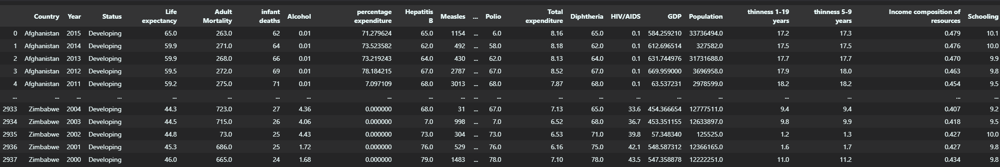 Country Year Status Life expectancy Adult Mortality infant deaths Alcohol percentage expenditure Hepatitis B Measles ... Polio Total expenditure Diphtheria HIV/AIDS GDP Population thinness 1-19 years thinness 5-9 years Income composition of resources Schooling
0 Afghanistan 2015 Developing 65.0 263.0 62 0.01 71.279624 65.0 1154 ... 6.0 8.16 65.0 0.1 584.259210 33736494.0 17.2 17.3 0.479 10.1
1 Afghanistan 2014 Developing 59.9 271.0 64 0.01 73.523582 62.0 492 ... 58.0 8.18 62.0 0.1 612.696514 327582.0 17.5 17.5 0.476 10.0
2 Afghanistan 2013 Developing 59.9 268.0 66 0.01 73.219243 64.0 430 ... 62.0 8.13 64.0 0.1 631.744976 31731688.0 17.7 17.7 0.470 9.9
3 Afghanistan 2012 Developing 59.5 272.0 69 0.01 78.184215 67.0 2787 ... 67.0 8.52 67.0 0.1 669.959000 3696958.0 17.9 18.0 0.463 9.8
4 Afghanistan 2011 Developing 59.2 275.0 71 0.01 7.097109 68.0 3013 ... 68.0 7.87 68.0 0.1 63.537231 2978599.0 18.2 18.2 0.454 9.5
... ... ... ... ... ... ... ... ... ... ... ... ... ... ... ... ... ... ... ... ... ...
2933 Zimbabwe 2004 Developing 44.3 723.0 27 4.36 0.000000 68.0 31 ... 67.0 7.13 65.0 33.6 454.366654 12777511.0 9.4 9.4 0.407 9.2
2934 Zimbabwe 2003 Developing 44.5 715.0 26 4.06 0.000000 7.0 998 ... 7.0 6.52 68.0 36.7 453.351155 12633897.0 9.8 9.9 0.418 9.5
2935 Zimbabwe 2002 Developing 44.8 73.0 25 4.43 0.000000 73.0 304 ... 73.0 6.53 71.0 39.8 57.348340 125525.0 1.2 1.3 0.427 10.0
2936 Zimbabwe 2001 Developing 45.3 686.0 25 1.72 0.000000 76.0 529 ... 76.0 6.16 75.0 42.1 548.587312 12366165.0 1.6 1.7 0.427 9.8
2937 Zimbabwe 2000 Developing 46.0 665.0 24 1.68 0.000000 79.0 1483 ... 78.0 7.10 78.0 43.5 547.358878 12222251.0 11.0 11.2 0.434 9.8